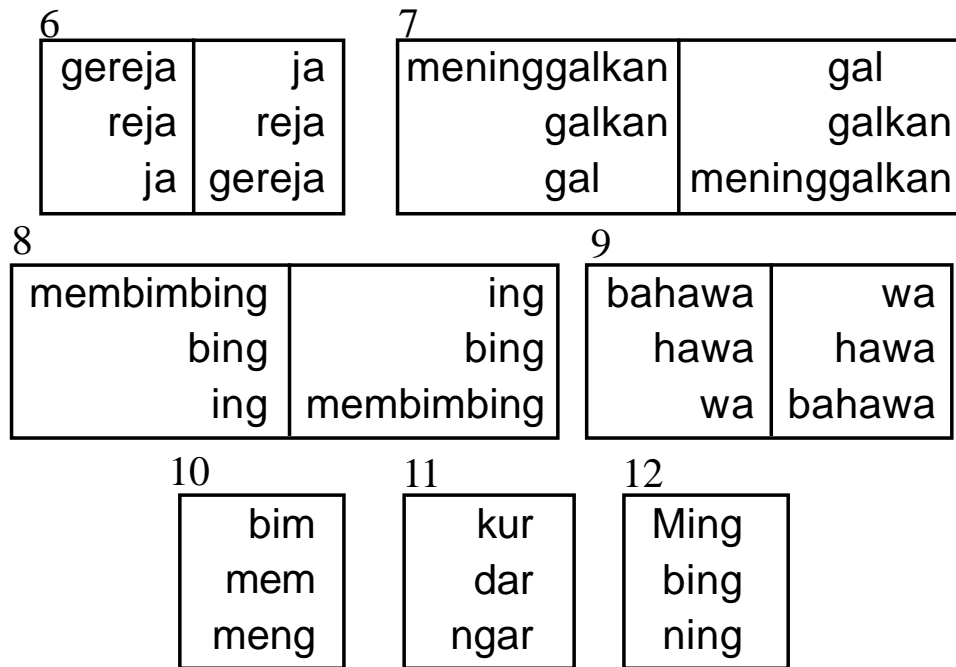 6 7
gereja ja meninggalkan gal
reja reja galkan galkan
ja gereja gal meninggalkan
8 9
membimbing ing bahawa wa
bing bing hawa hawa
ing membimbing wa bahawa
10 11 12
bim kur Ming
mem dar bing
meng ngar ning